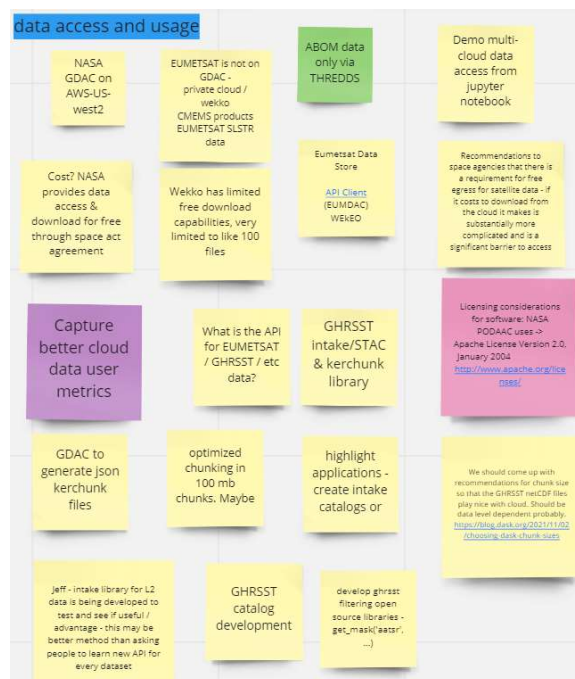 data access and usage
NASA
GDAC on
AWS-US-
west2
EUMETSAT is not on
GDAC -
private cloud /
wekko
CMEMS products
EUMETSAT SLSTR
data
ABOM data
only via
THREDDS
Demo multi-
cloud data
access from
jupyter
notebook
Cost? NASA
provides data
access &
download for free
through space act
agreement
Wekko has limited
free download
capabilities, very
limited to like 100
files
Eumetsat Data
Store
API Client
(EUMDAC)
WEkEO
Recommendations to
space agencies that there is
a requirement for free
egress for satellite data - if
it costs to download from
the cloud it makes is
substantially more
complicated and is a
significant barrier to access
Capture
better cloud
data user
metrics
What is the API
for EUMETSAT
/ GHRSST / etc
data?
GHRSST
intake/STAC
& kerchunk
library
Licensing considerations
for software: NASA
PODAAC uses ->
Apache License Version 2.0,
January 2004
http://www.apache.org/lice
nses/
GDAC to
generate json
kerchunk
files
optimized
chunking in
100 mb
chunks. Maybe
highlight
applications -
create intake
catalogs or
We should come up with
recommendations for chunk size
so that the GHRSST netCDF files
play nice with cloud. Should be
data level dependent probably.
https://blog.dask.org/2021/11/02
/choosing-dask-chunk-sizes
Jeff - intake library for L2
data is being developed to
test and see if useful /
advantage - this may be
better method than asking
people to learn new API for
every dataset
GHRSST
catalog
development
develop ghrsst
filtering open
source libraries -
get_mask('aatsr',
...)